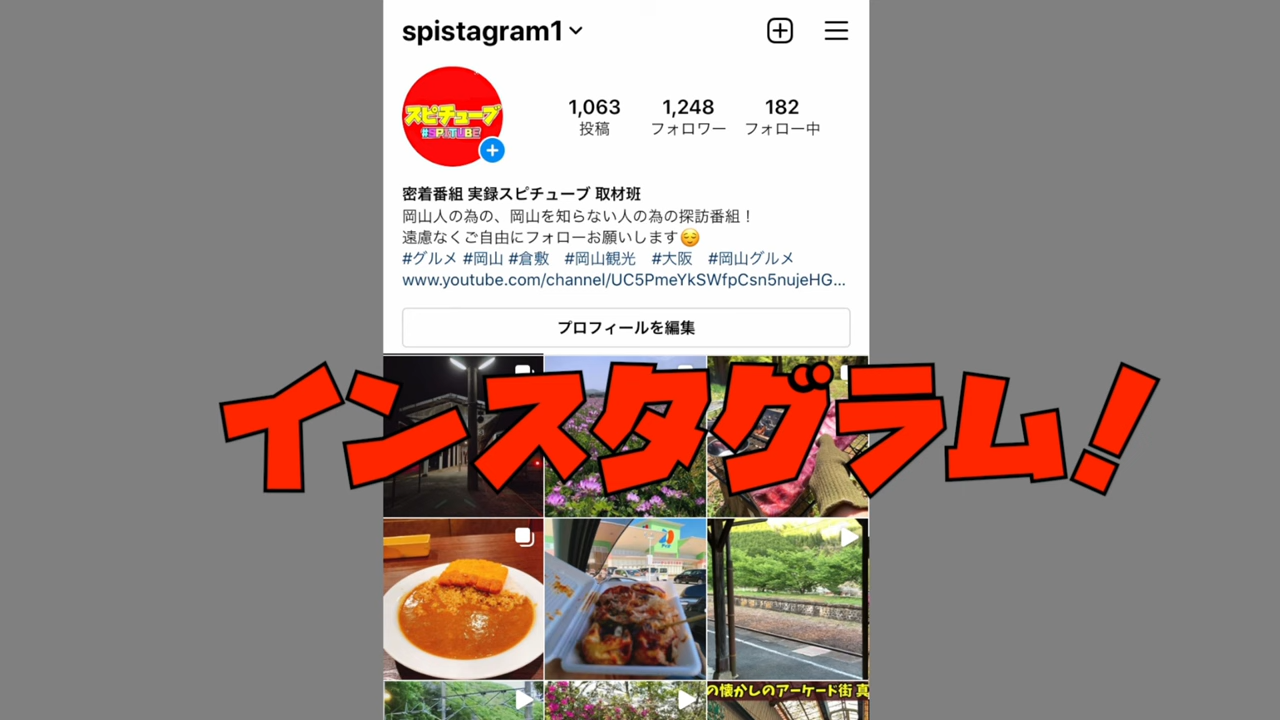 spistagram1
スピチューブ
#SPITUBE
1,063
1,248
182
投稿
フォロワー
フォロー中
密着番組 実録スピチューブ 取材班
岡山人の為の、岡山を知らない人の為の探訪番組！
遠慮なくご自由にフォローお願いします😌
#グルメ #岡山 #倉敷　#岡山観光　#大阪　#岡山グルメ
www.youtube.com/channel/UC5PmeYkSWfpCsn5nujeHG...
プロフィールを編集
インスタグラム！
の懐かしのアーケード街 真